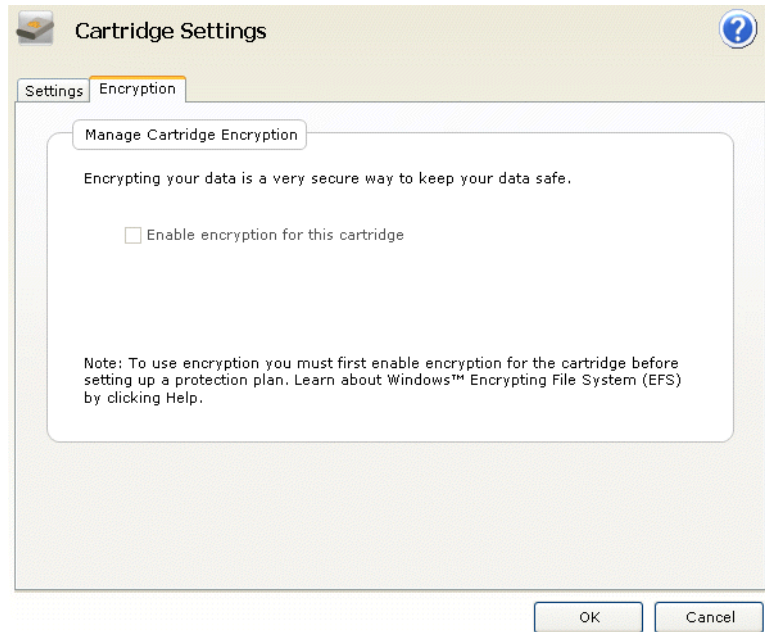 Cartridge Settings
?
Settings
Encryption
Manage Cartridge Encryption
Encrypting your data is a very secure way to keep your data safe.
Enable encryption for this cartridge
Note: To use encryption you must first enable encryption for the cartridge before
setting up a protection plan. Learn about Windows™ Encrypting File System (EFS)
by clicking Help.
OK
Cancel